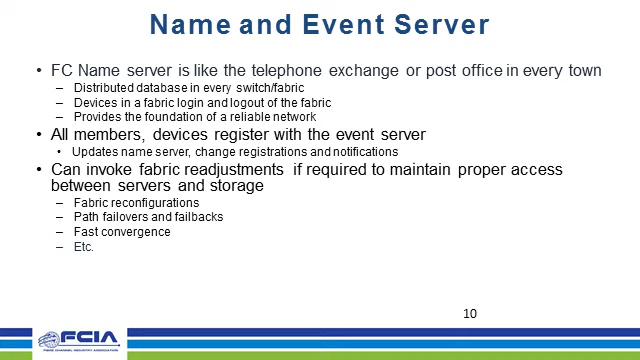 Name and Event Server
• FC Name server is like the telephone exchange or post office in every town
– Distributed database in every switch/fabric
– Devices in a fabric login and logout of the fabric
– Provides the foundation of a reliable network
• All members, devices register with the event server
• Updates name server, change registrations and notifications
• Can invoke fabric readjustments if required to maintain proper access
between servers and storage
– Fabric reconfigurations
– Path failovers and failbacks
– Fast convergence
– Etc.
10
FCIA
FIBRE CHANNEL INDUSTRY ASSOCIATION